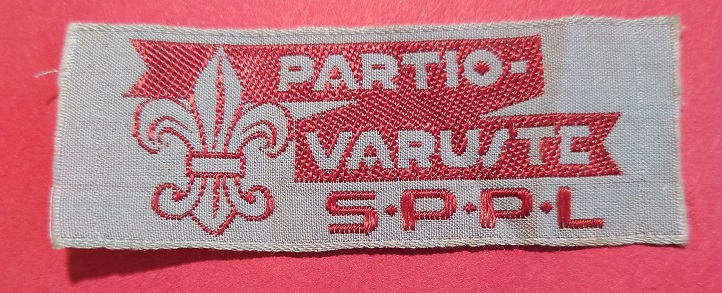 PARTIO-
VARUSTE
S·P·P·L